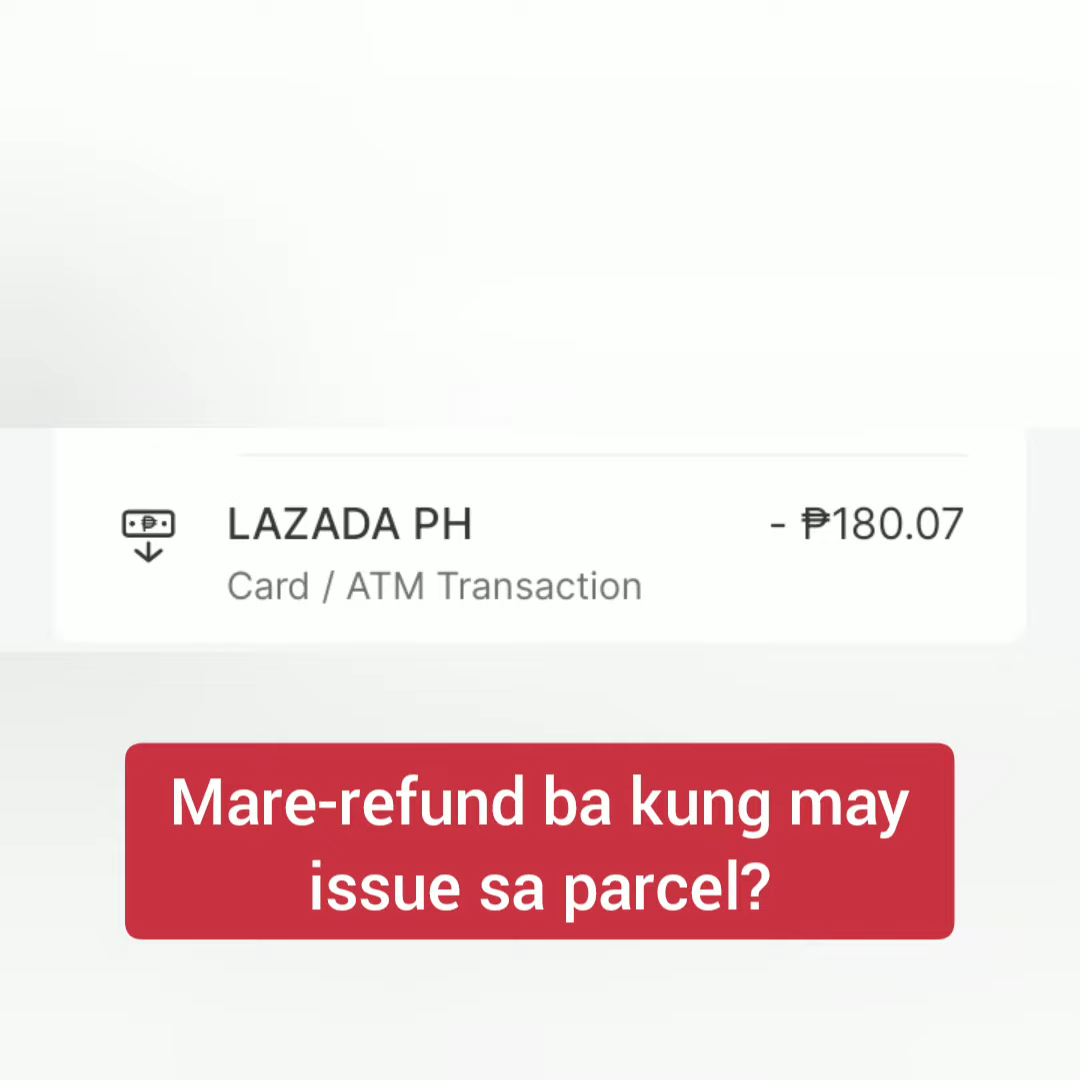 LAZADA PH - ₱180.07
Card / ATM Transaction
Mare-refund ba kung may
issue sa parcel?